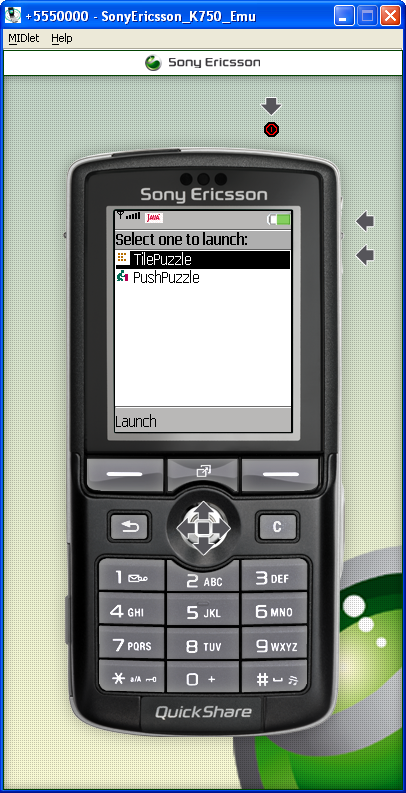 +5550000 - SonyEricsson_K750_Emu
MIDlet Help
Sony Ericsson
Sony Ericsson
JAVA
Select one to launch:
TilePuzzle
PushPuzzle
Launch
C
1 2 ABC 3 DEF
4 GHI 5 JKL 6 MNO
7 PQRS 8 TUV 9 WXYZ
* a/A 0 + #
QuickShare